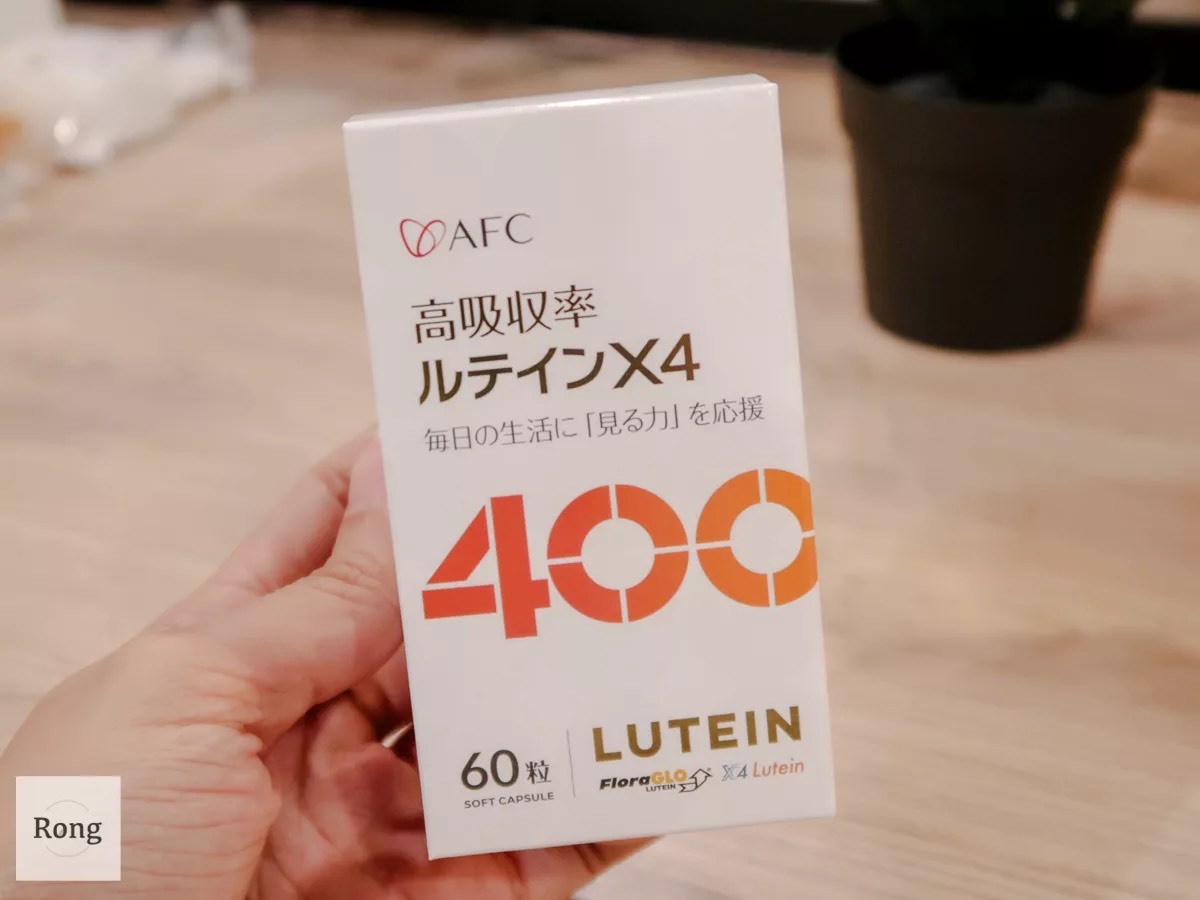 AFC
高吸収率
ルテインX4
毎日の生活に「見る力」を応援
400
60粒
SOFT CAPSULE
LUTEIN
FloraGLO
LUTEIN
X4 Lutein
Rong